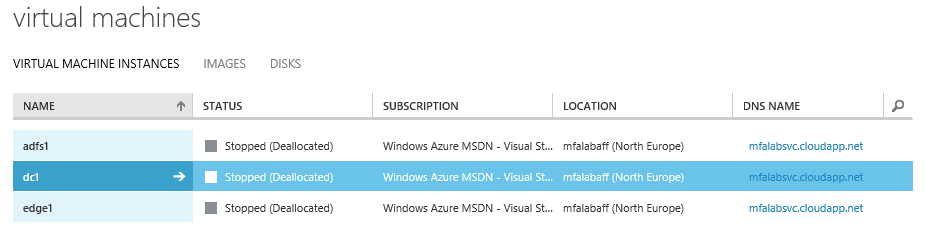 virtual machines
VIRTUAL MACHINE INSTANCES IMAGES DISKS
NAME STATUS SUBSCRIPTION LOCATION DNS NAME
adfs1 Stopped (Deallocated) Windows Azure MSDN - Visual St... mfalabaff (North Europe) mfalabsvc.cloudapp.net
dc1 Stopped (Deallocated) Windows Azure MSDN - Visual St... mfalabaff (North Europe) mfalabsvc.cloudapp.net
edge1 Stopped (Deallocated) Windows Azure MSDN - Visual St... mfalabaff (North Europe) mfalabsvc.cloudapp.net